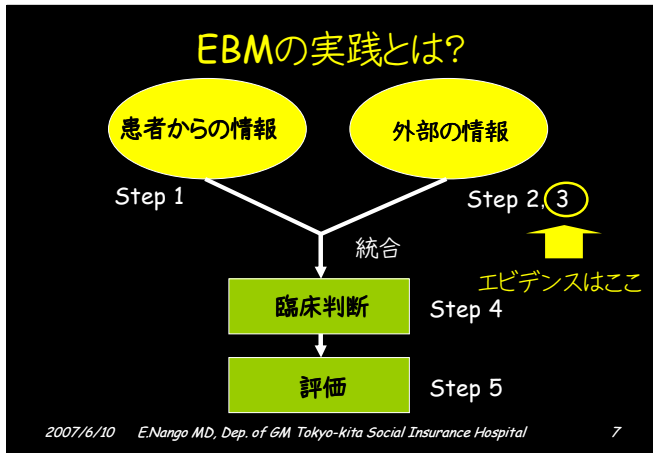 EBMの実践とは?
患者からの情報
外部の情報
Step 1
Step 2, 3
統合
エビデンスはここ
臨床判断
Step 4
評価
Step 5
2007/6/10 E.Nango MD, Dep. of GM Tokyo-kita Social Insurance Hospital 7